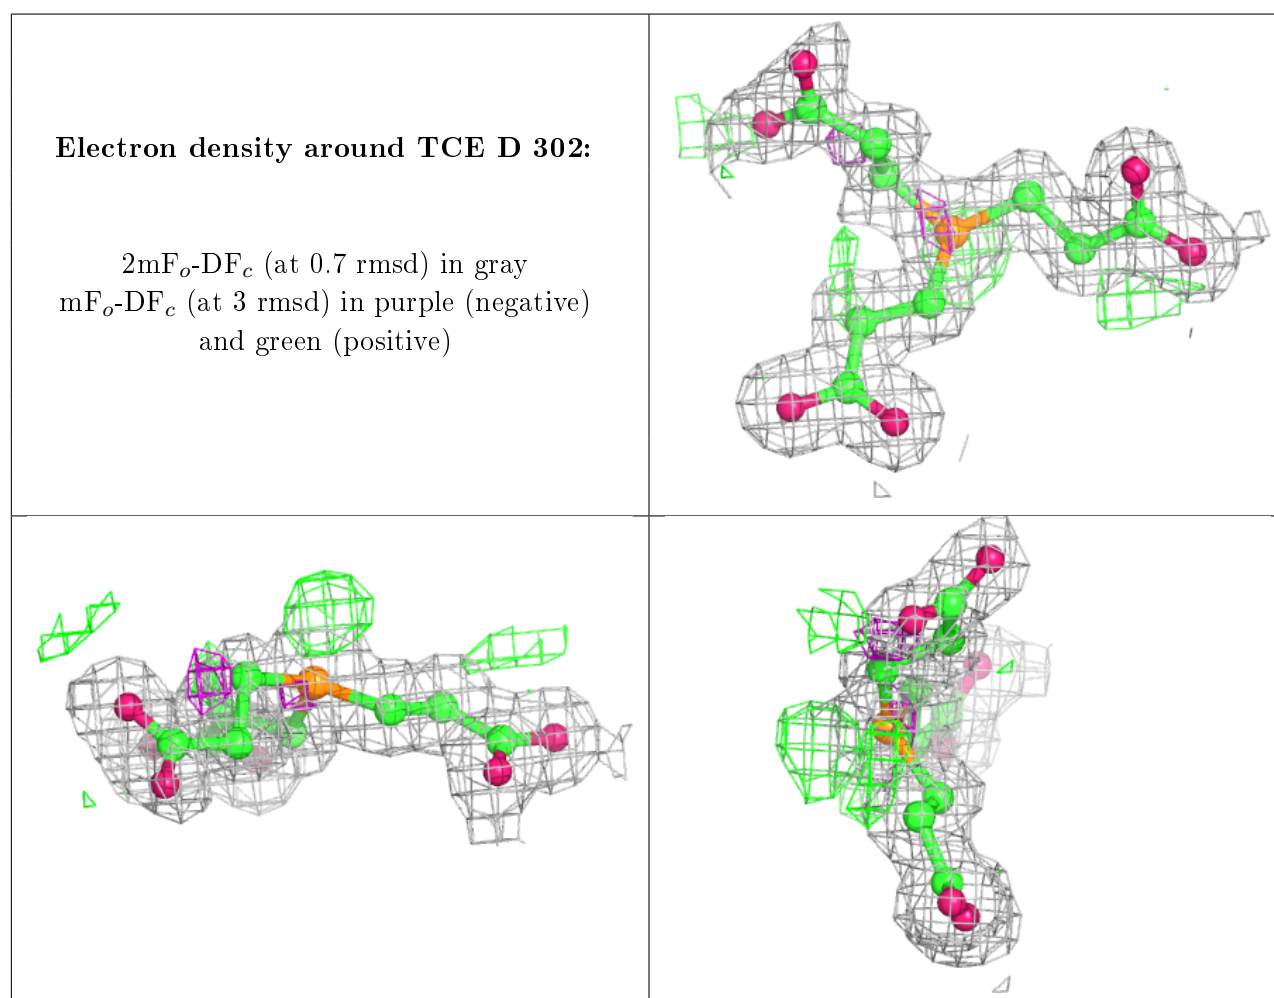 Electron density around TCE D 302:
2mFo-DFc (at 0.7 rmsd) in gray
mFo-DFc (at 3 rmsd) in purple (negative)
and green (positive)